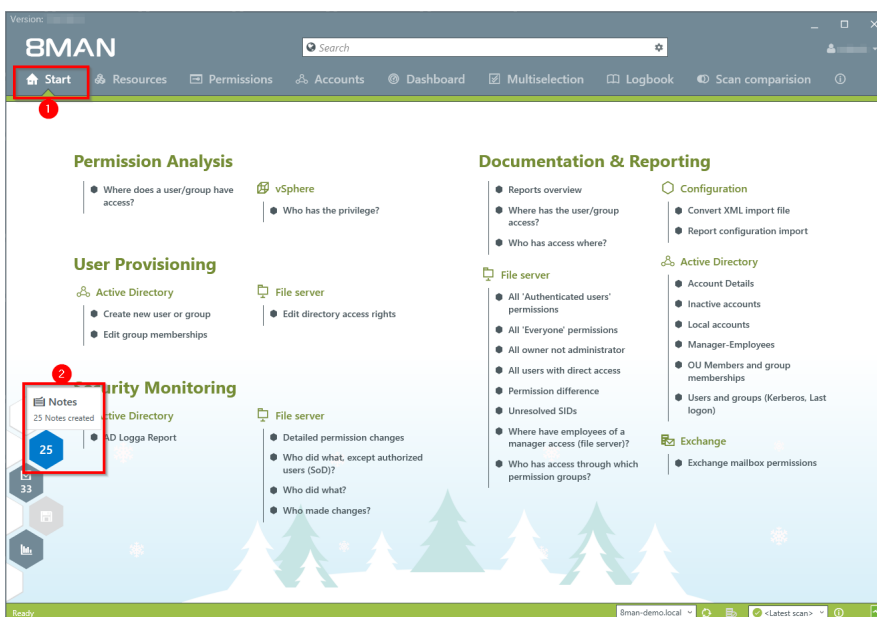 Version:
8MAN
Search
Start
Resources
Permissions
Accounts
Dashboard
Multiselection
Logbook
Scan comparision
1
Permission Analysis
Where does a user/group have
access?
vSphere
Who has the privilege?
User Provisioning
Active Directory
Create new user or group
Edit group memberships
File server
Edit directory access rights
2
Notes
25 Notes created
25
33
curity Monitoring
ctive Directory
AD Logga Report
File server
Detailed permission changes
Who did what, except authorized
users (SoD)?
Who did what?
Who made changes?
Documentation & Reporting
Reports overview
Where has the user/group
access?
Who has access where?
File server
All 'Authenticated users'
permissions
All 'Everyone' permissions
All owner not administrator
All users with direct access
Permission difference
Unresolved SIDs
Where have employees of a
manager access (file server)?
Who has access through which
permission groups?
Configuration
Convert XML import file
Report configuration import
Active Directory
Account Details
Inactive accounts
Local accounts
Manager-Employees
OU Members and group
memberships
Users and groups (Kerberos, Last
logon)
Exchange
Exchange mailbox permissions
Ready
8man-demo.local
<Latest scan>